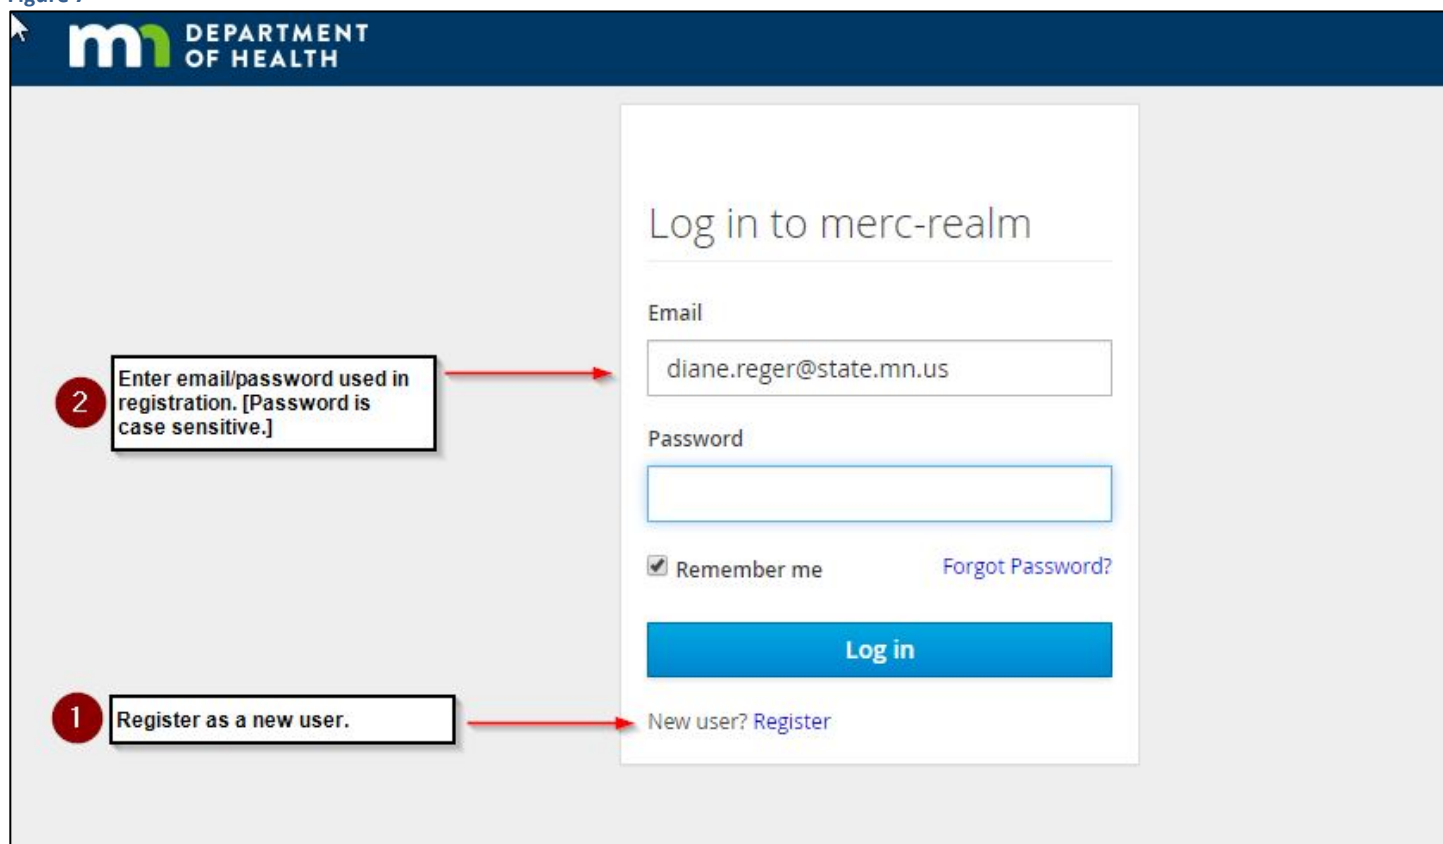 DEPARTMENT
OF HEALTH
Log in to merc-realm
Email
diane.reger@state.mn.us
2
Enter email/password used in
registration. [Password is
case sensitive.]
Password
Remember me
Forgot Password?
Log in
1
Register as a new user.
New user? Register